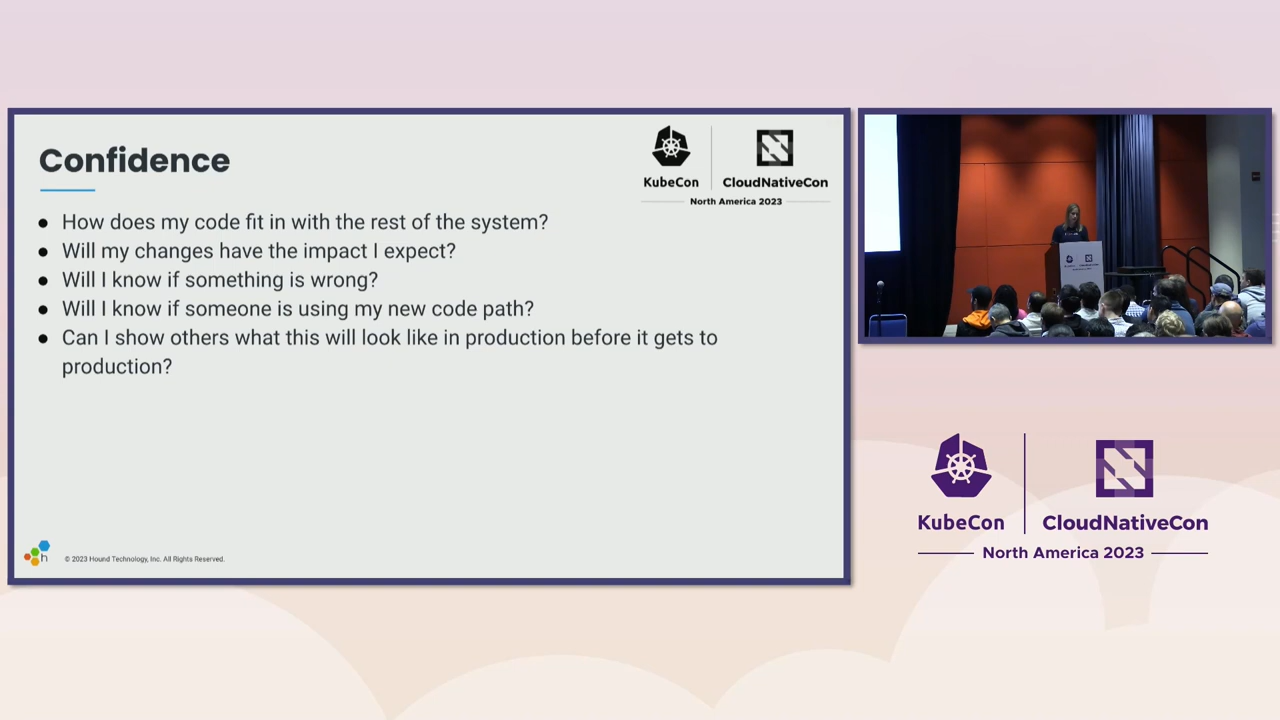 Confidence
KubeCon
CloudNativeCon
North America 2023
● How does my code fit in with the rest of the system?
● Will my changes have the impact I expect?
● Will I know if something is wrong?
● Will I know if someone is using my new code path?
● Can I show others what this will look like in production before it gets to
production?
h
© 2023 Hound Technology, Inc. All Rights Reserved.
KubeCon
CloudNativeCon
North America 2023